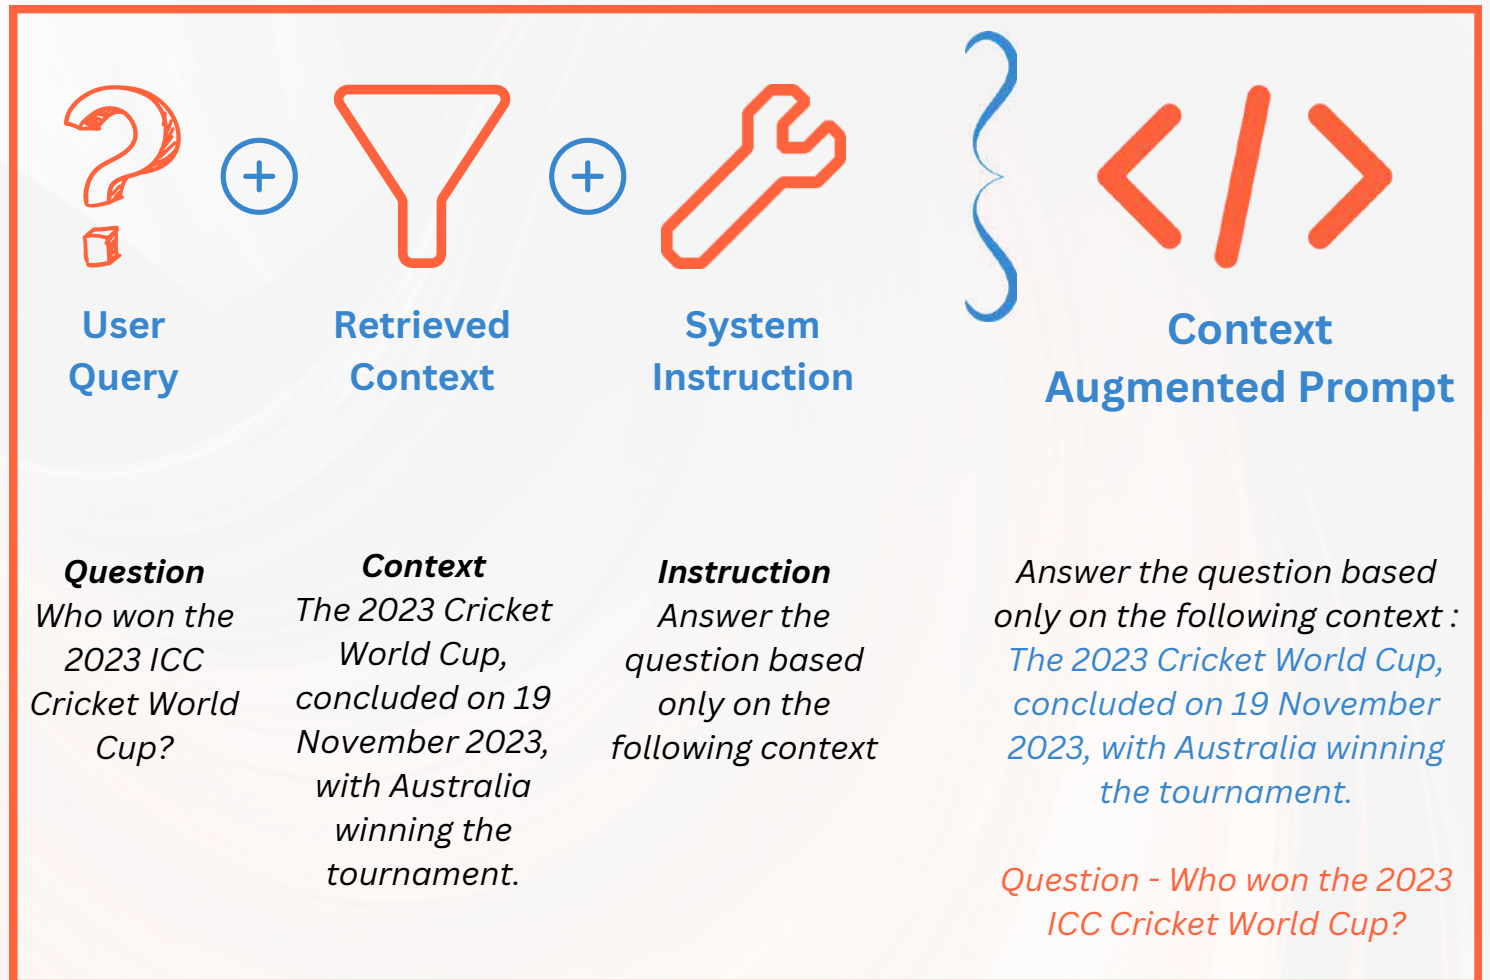 User
Query
Retrieved
Context
System
Instruction
Context
Augmented Prompt
Question
Who won the
2023 ICC
Cricket World
Cup?
Context
The 2023 Cricket
World Cup,
concluded on 19
November 2023,
with Australia
winning the
tournament.
Instruction
Answer the
question based
only on the
following context
Answer the question based
only on the following context :
The 2023 Cricket World Cup,
concluded on 19 November
2023, with Australia winning
the tournament.
Question - Who won the 2023
ICC Cricket World Cup?